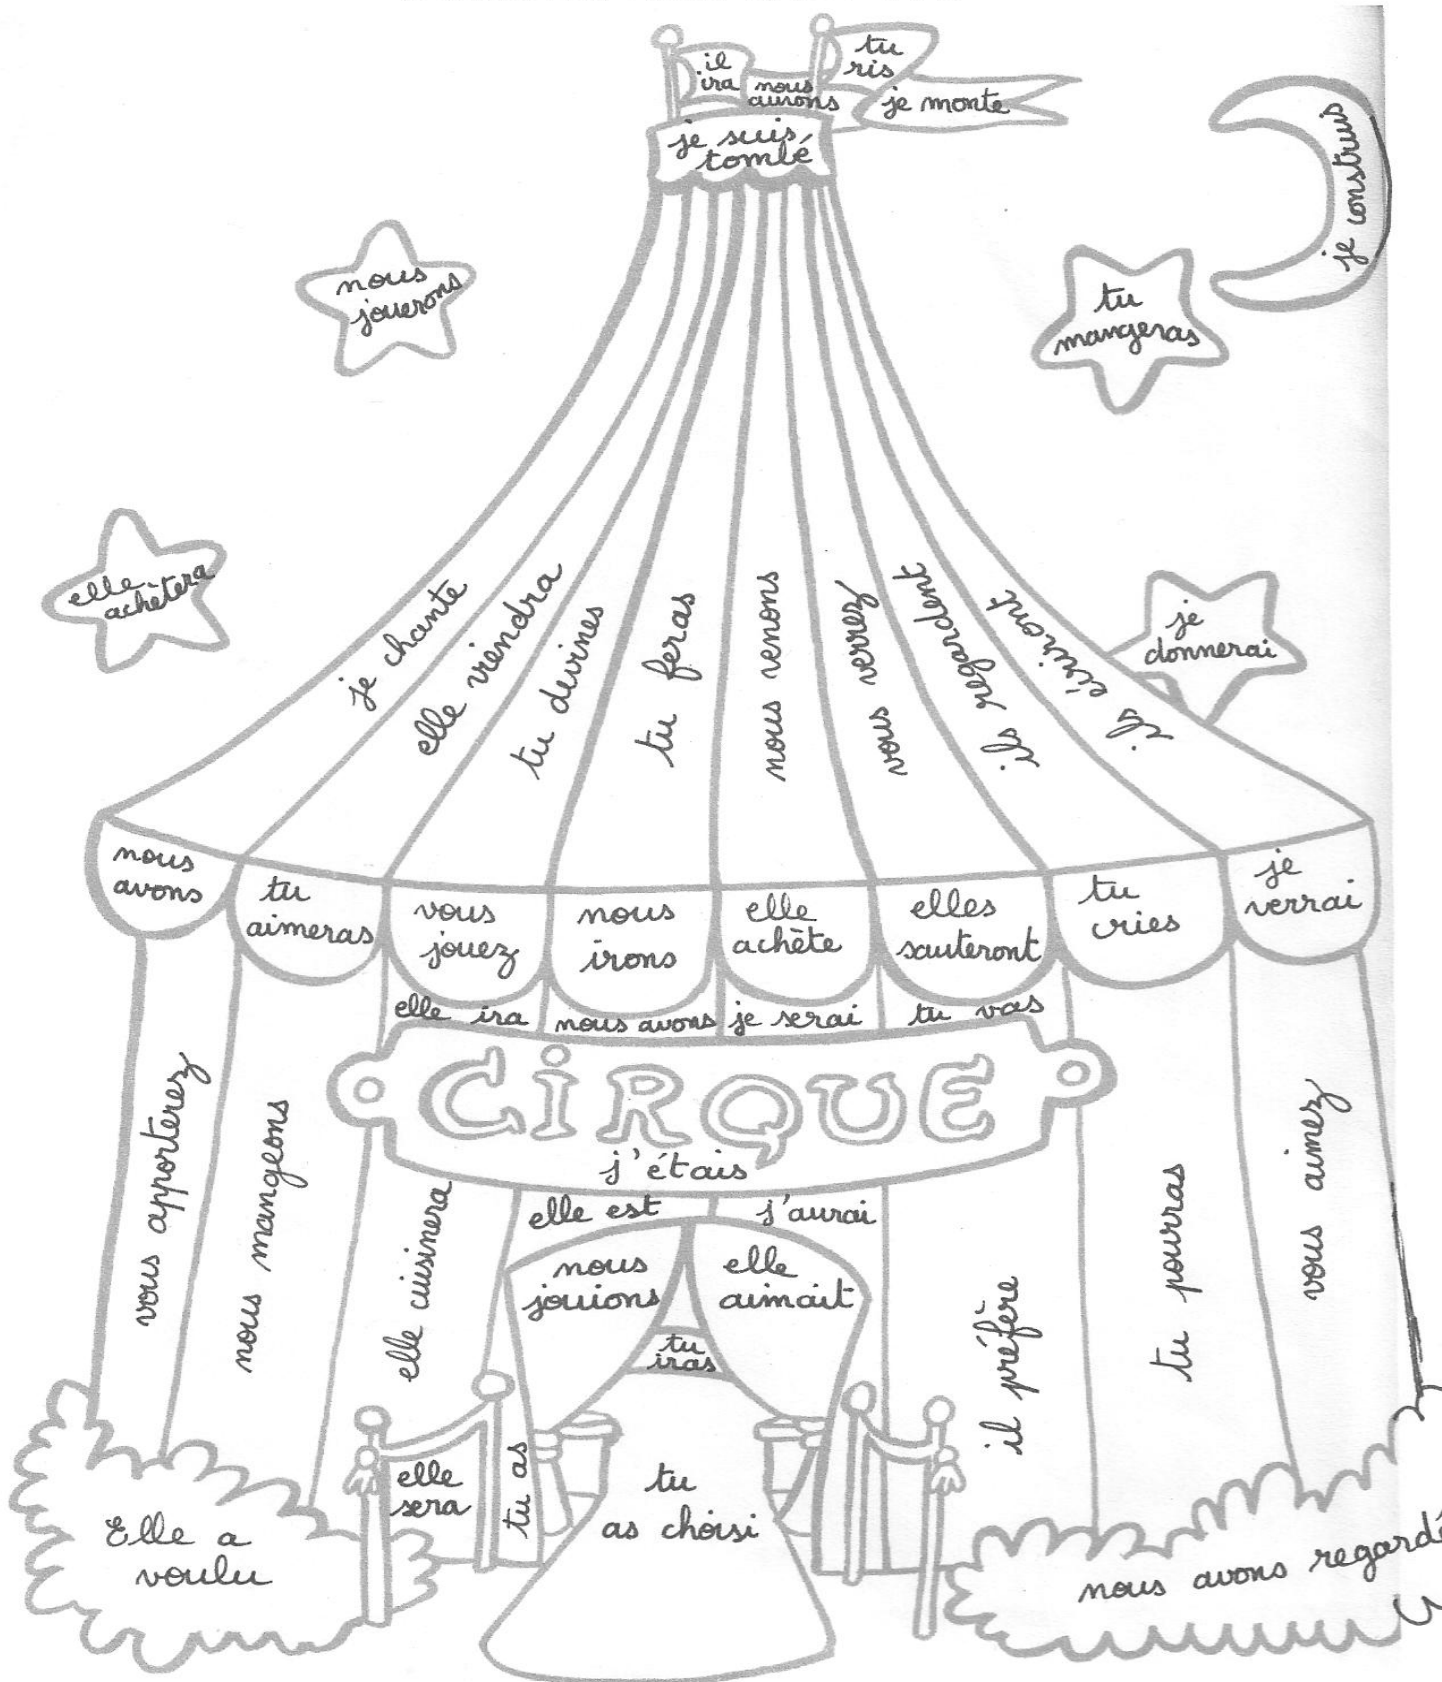 il
ira
nous
aurons
tu
ris
je monte
je suis
tombé
je construis
nous
jouerons
tu
mangeras
elle
achètera
je
donnerai
je chante
elle viendra
tu devines
tu feras
nous venons
vous verrez
ils regardent
ils écriront
nous
avons
tu
aimeras
vous
jouez
nous
irons
elle
achète
elles
sauteront
tu
cries
je
verrai
elle ira
nous avons
je serai
tu vas
CiRQUE
j'étais
vous apporterez
nous mangeons
elle cuisinera
elle est
j'aurai
nous
jouions
elle
aimait
tu
iras
il préfère
tu pourras
vous aimez
elle
sera
tu as
tu
as choisi
Elle a
voulu
nous avons regardé